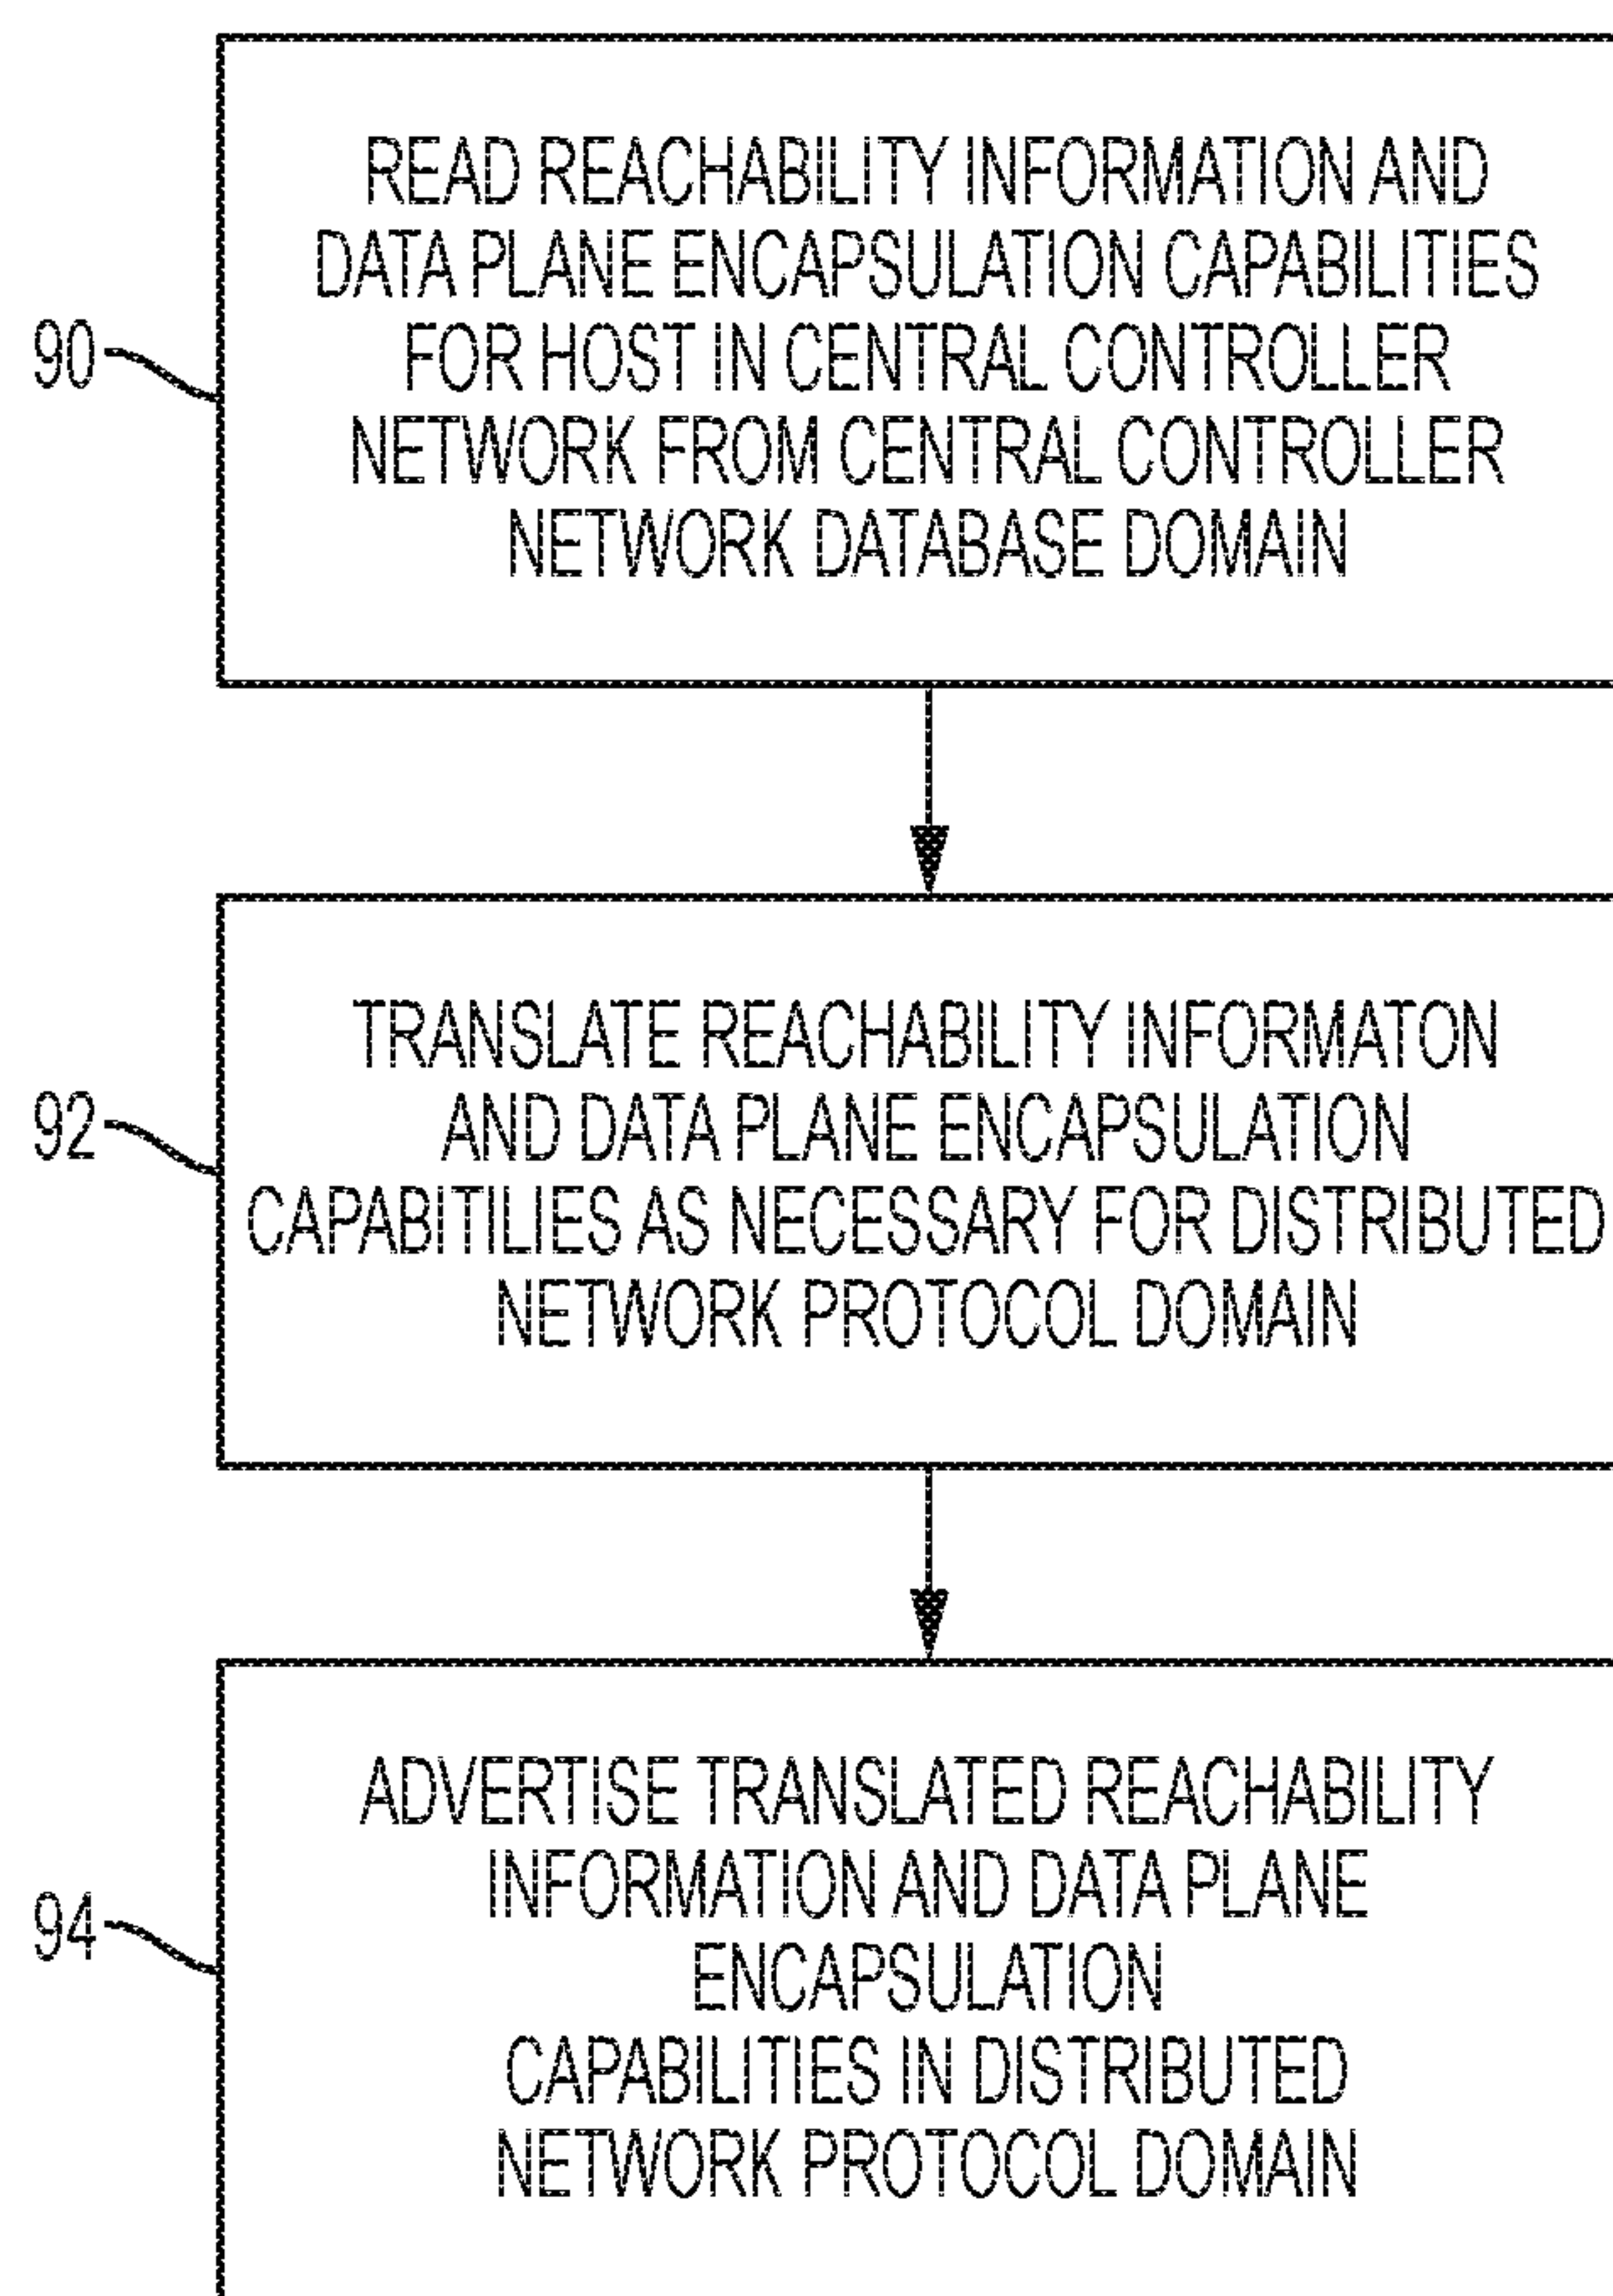 READ REACHABILITY INFORMATION AND
DATA PLANE ENCAPSULATION CAPABILITIES
FOR HOST IN CENTRAL CONTROLLER
NETWORK FROM CENTRAL CONTROLLER
NETWORK DATABASE DOMAIN
90
TRANSLATE REACHABILITY INFORMATON
AND DATA PLANE ENCAPSULATION
CAPABITILIES AS NECESSARY FOR DISTRIBUTED
NETWORK PROTOCOL DOMAIN
92
ADVERTISE TRANSLATED REACHABILITY
INFORMATION AND DATA PLANE
ENCAPSULATION
CAPABILITIES IN DISTRIBUTED
NETWORK PROTOCOL DOMAIN
94